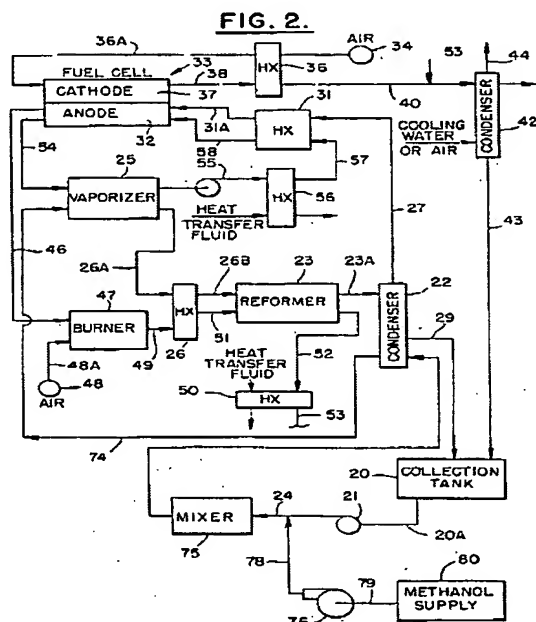 FIG. 2.
36A
33
AIR
34
53
44
FUEL CELL
CATHODE
38
37
HX
36
40
CONDENSER
42
ANODE
32
31A
58
HX
31
COOLING
WATER
OR AIR
54
25
VAPORIZER
55
HX
56
57
HEAT
TRANSFER
FLUID
27
43
46
26A
26B
23
REFORMER
23A
22
CONDENSER
29
47
BURNER
49
HX
26
51
48A
48
AIR
HEAT
TRANSFER
FLUID
52
50
HX
53
74
20
COLLECTION
TANK
MIXER
75
24
21
20A
78
76
79
80
METHANOL
SUPPLY